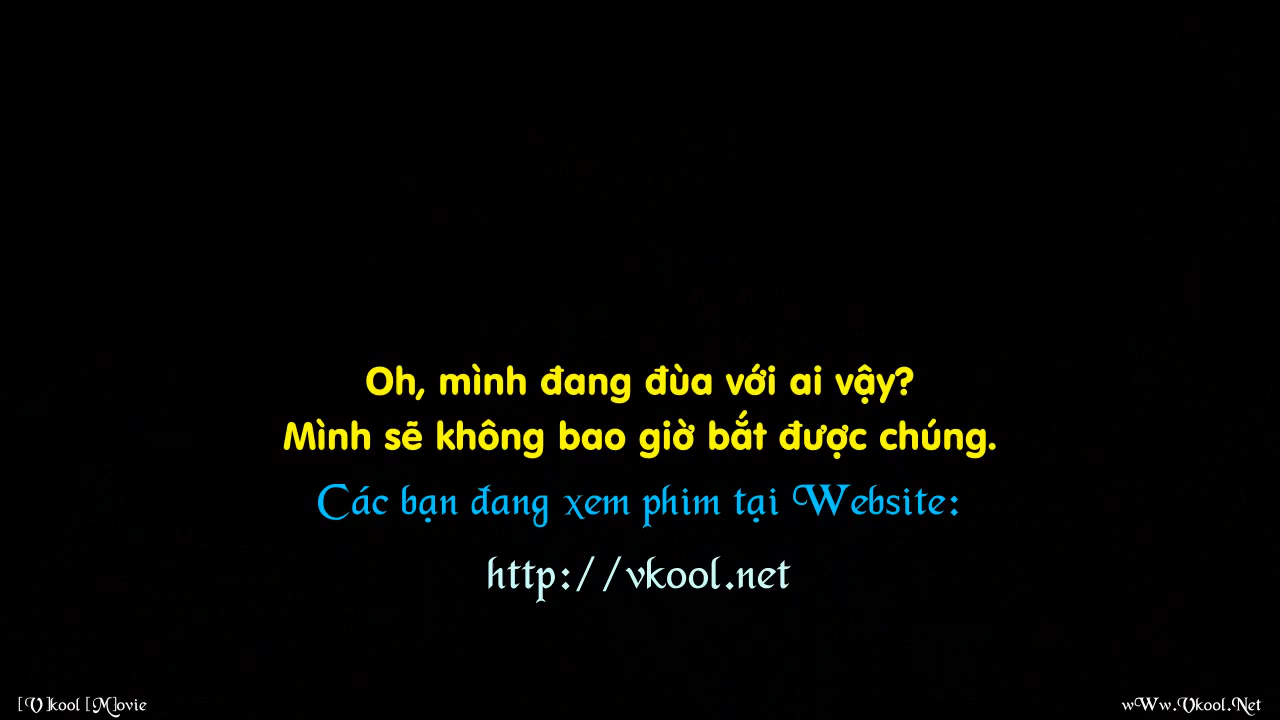 Oh, mình đang đùa với ai vậy?
Mình sẽ không bao giờ bắt được chúng.
Các bạn đang xem phim tại Website:
http://vkool.net
[V]kool [M]ovie
wWw.Vkool.Net